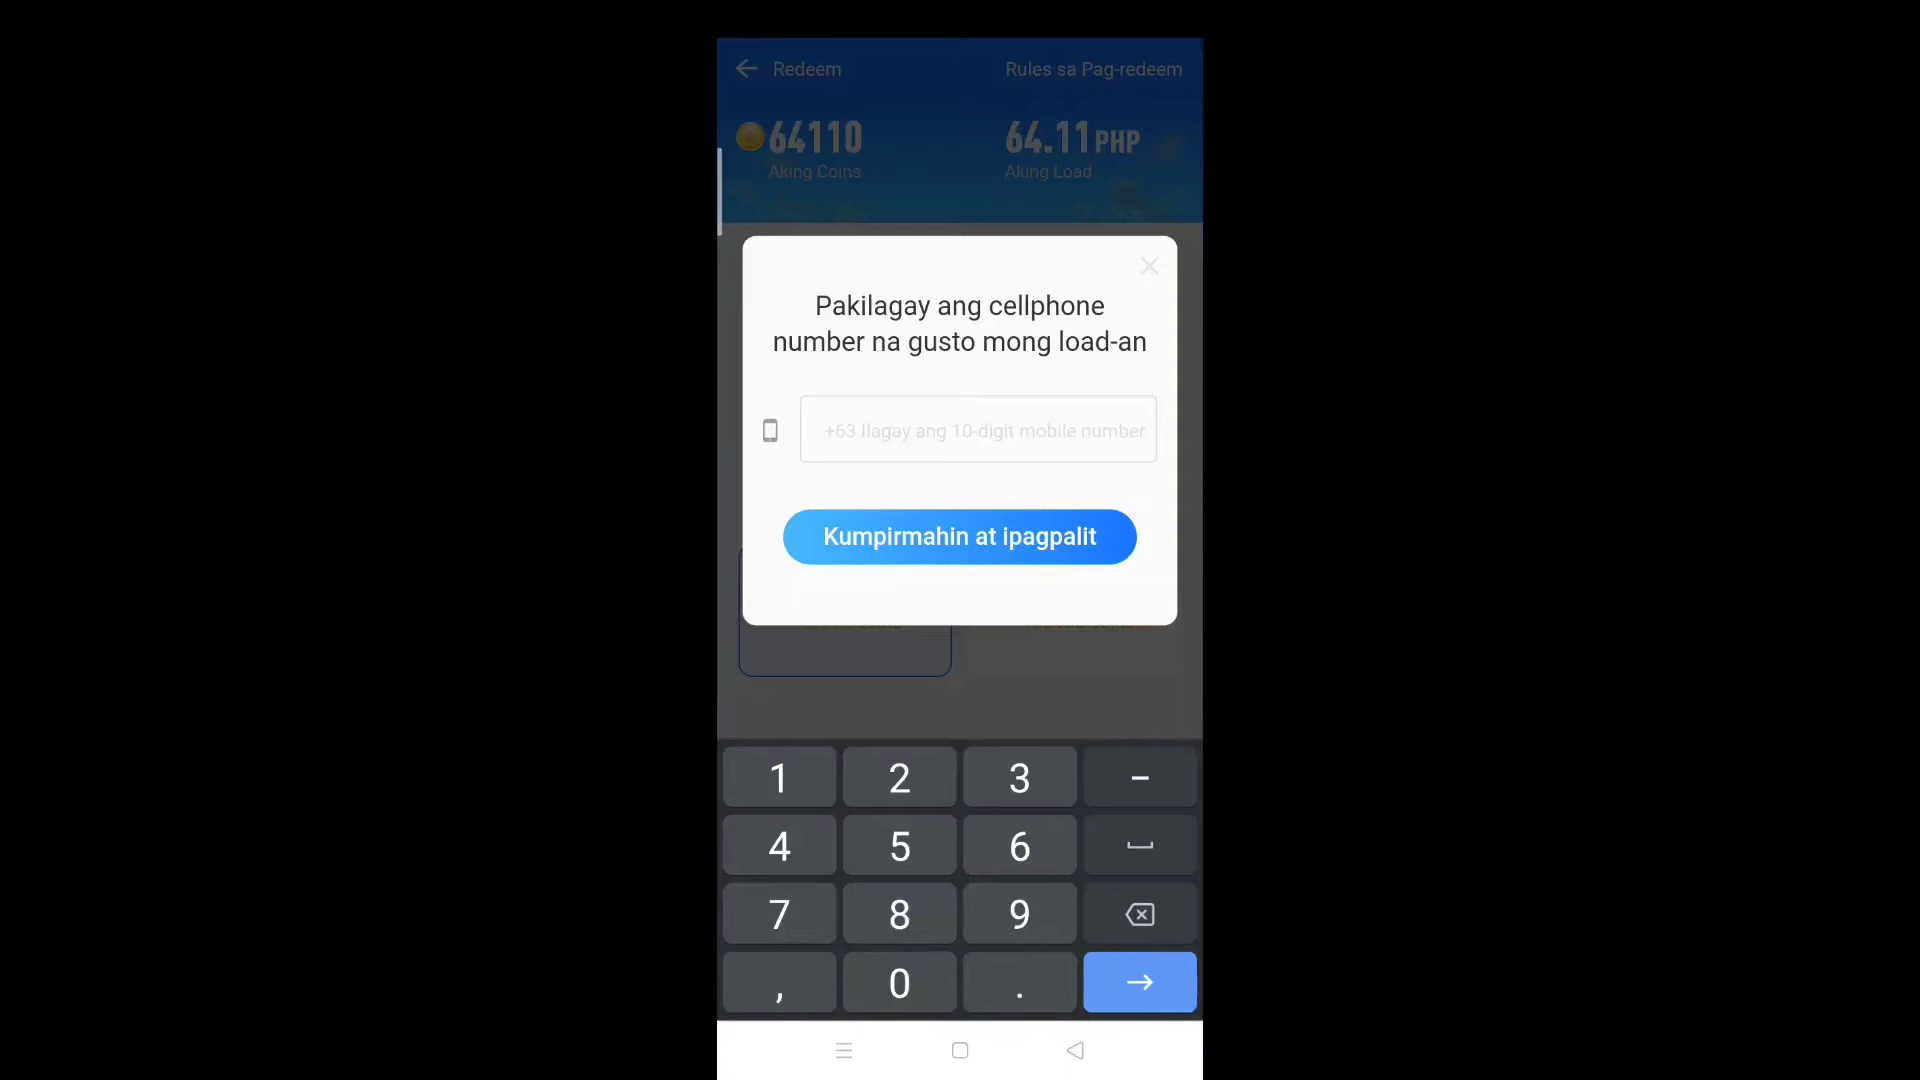 Redeem
Rules sa Pag-redeem
64110
64.11 PHP
Aking Coins
Aking Load
Pakilagay ang cellphone
number na gusto mong load-an
+63 Ilagay ang 10-digit mobile number
Kumpirmahin at ipagpalit
1 2 3 –
4 5 6
7 8 9
, 0 .